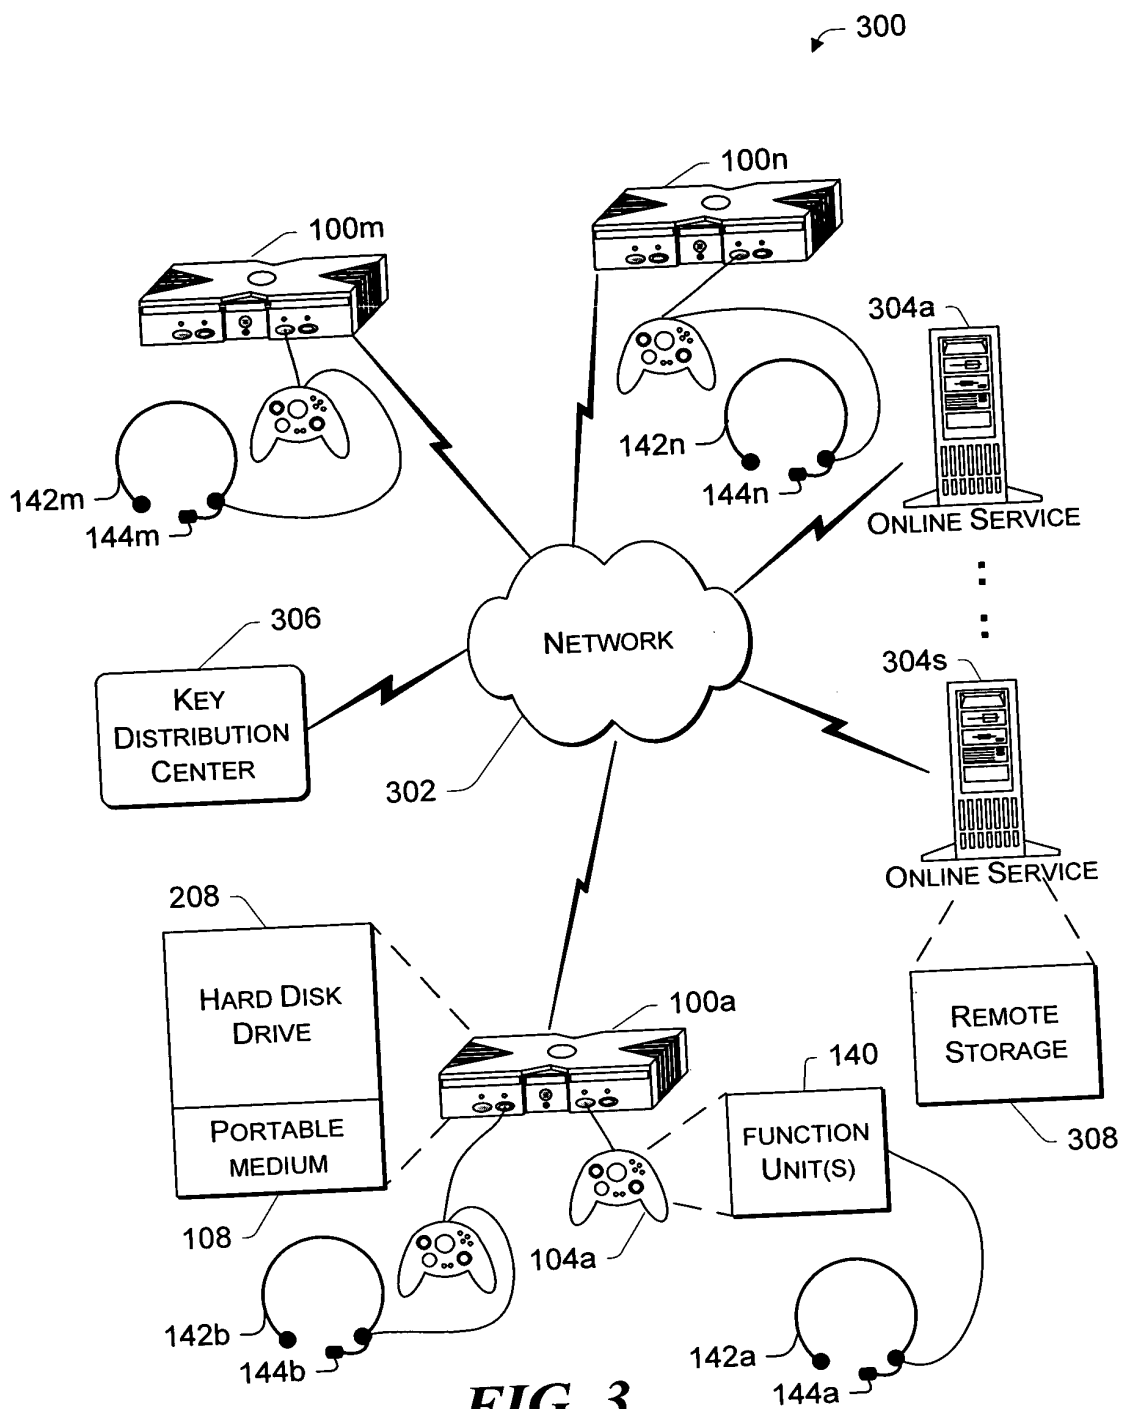 300
100n
100m
304a
142n
144n
142m
144m
ONLINE SERVICE
306
NETWORK
304s
KEY
DISTRIBUTION
CENTER
302
ONLINE SERVICE
208
HARD DISK
DRIVE
100a
REMOTE
STORAGE
140
PORTABLE
MEDIUM
FUNCTION
UNIT(S)
308
108
104a
142b
144b
142a
144a
FIG. 3